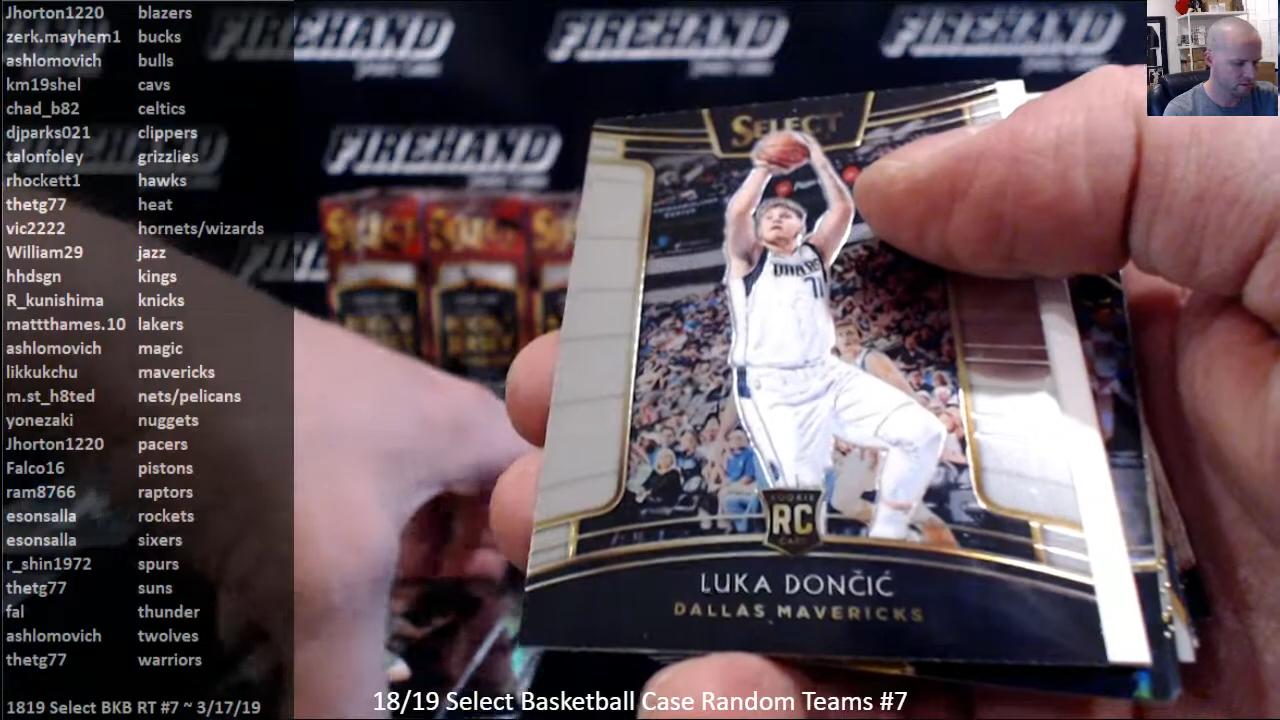 Jhorton1220 blazers
zerk.mayhem1 bucks
ashlomovich bulls
km19shel cavs
chad_b82 celtics
djparks021 clippers
talonfoley grizzlies
rhockett1 hawks
thetg77 heat
vic2222 hornets/wizards
William29 jazz
hhdsgn kings
R_kunishima knicks
mattthames.10 lakers
ashlomovich magic
likkukchu mavericks
m.st_h8ted nets/pelicans
yonezaki nuggets
Jhorton1220 pacers
Falco16 pistons
ram8766 raptors
esonsalla rockets
esonsalla sixers
r_shin1972 spurs
thetg77 suns
fal thunder
ashlomovich twolves
thetg77 warriors
1819 Select BKB RT #7 ~ 3/17/19
FIREHAND
FIREHAND
FIREHAND
FIREHAND
SELECT
SELECT
ROOKIE
RC
CARD
LUKA DONČIĆ
DALLAS MAVERICKS
18/19 Select Basketball Case Random Teams #7